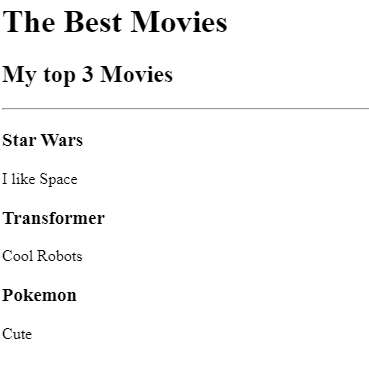 The Best Movies
My top 3 Movies
Star Wars
I like Space
Transformer
Cool Robots
Pokemon
Cute